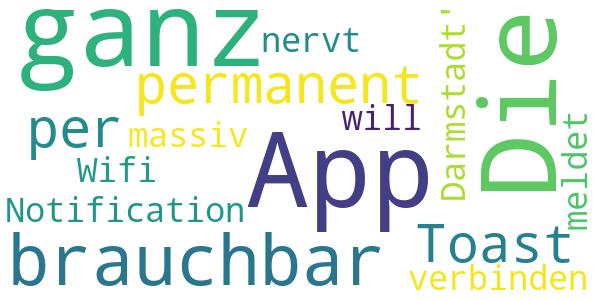 ganz
nervt
permanent
per
massiv
will
Wifi
App
Notification
brauchbar
Toast
verbinden
Darmstadt'
Die
meldet